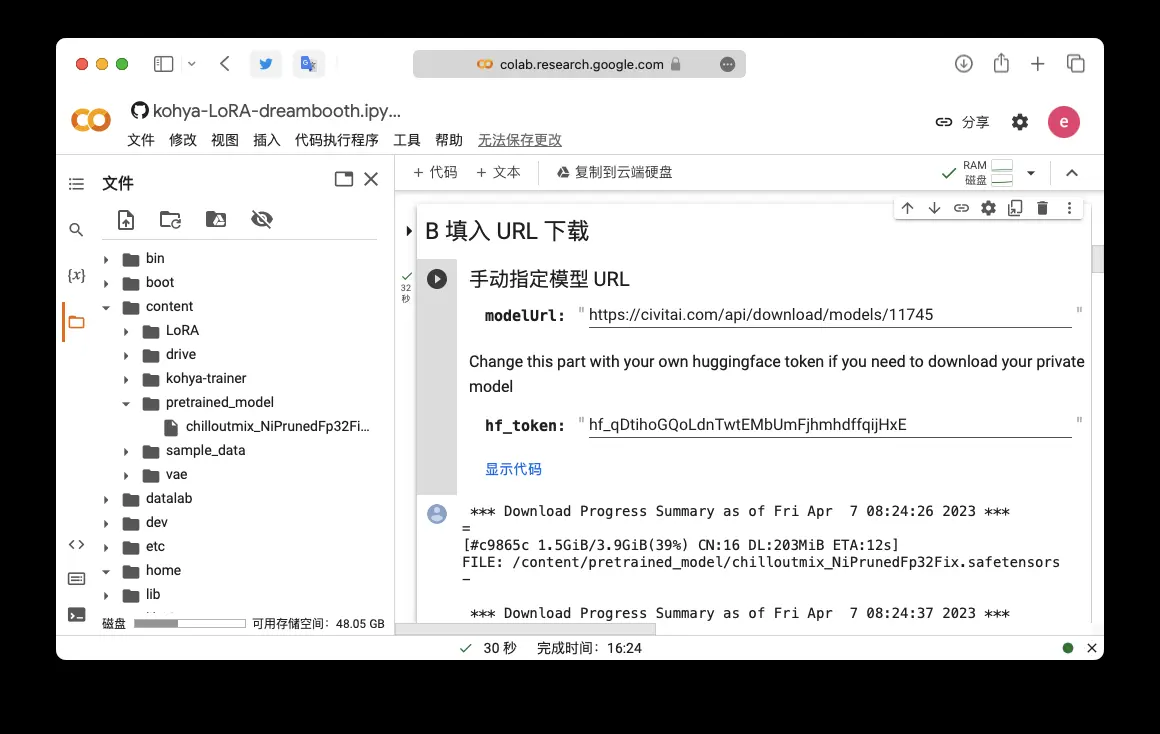 colab.research.google.com
kohya-LoRA-dreambooth.ipy...
文件 修改 视图 插入 代码执行程序 工具 帮助 无法保存更改
分享
e
文件
+ 代码 + 文本 复制到云端硬盘
RAM
磁盘
{x}
bin
boot
content
LoRA
drive
kohya-trainer
pretrained_model
chilloutmix_NiPrunedFp32Fi...
sample_data
vae
datalab
dev
etc
home
lib
磁盘 可用存储空间: 48.05 GB
B 填入 URL 下载
32
秒
手动指定模型 URL
modelUrl: " https://civitai.com/api/download/models/11745 "
Change this part with your own huggingface token if you need to download your private
model
hf_token: " 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 "
显示代码
*** Download Progress Summary as of Fri Apr  7 08:24:26 2023 ***
=
[#c9865c 1.5GiB/3.9GiB(39%) CN:16 DL:203MiB ETA:12s]
FILE: /content/pretrained_model/chilloutmix_NiPrunedFp32Fix.safetensors
-
*** Download Progress Summary as of Fri Apr  7 08:24:37 2023 ***
30 秒 完成时间: 16:24